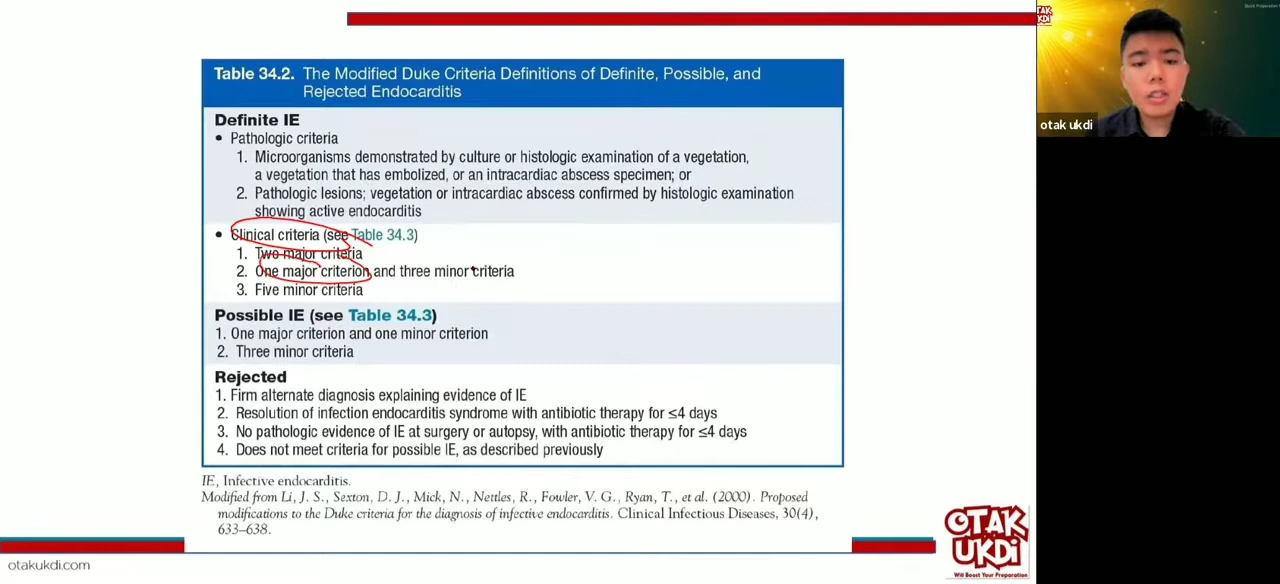 Table 34.2. The Modified Duke Criteria Definitions of Definite, Possible, and
Rejected Endocarditis
Definite IE
• Pathologic criteria
1. Microorganisms demonstrated by culture or histologic examination of a vegetation,
a vegetation that has embolized, or an intracardiac abscess specimen; or
2. Pathologic lesions; vegetation or intracardiac abscess confirmed by histologic examination
showing active endocarditis
• Clinical criteria (see Table 34.3)
1. Two major criteria
2. One major criterion and three minor criteria
3. Five minor criteria
Possible IE (see Table 34.3)
1. One major criterion and one minor criterion
2. Three minor criteria
Rejected
1. Firm alternate diagnosis explaining evidence of IE
2. Resolution of infection endocarditis syndrome with antibiotic therapy for ≤4 days
3. No pathologic evidence of IE at surgery or autopsy, with antibiotic therapy for ≤4 days
4. Does not meet criteria for possible IE, as described previously
IE, Infective endocarditis.
Modified from Li, J. S., Sexton, D. J., Mick, N., Nettles, R., Fowler, V. G., Ryan, T., et al. (2000). Proposed
modifications to the Duke criteria for the diagnosis of infective endocarditis. Clinical Infectious Diseases, 30(4),
633–638.
otakukdi.com
OTAK
UKDI
Will Boost Your Preparation
OTAK
UKDI
otak ukdi